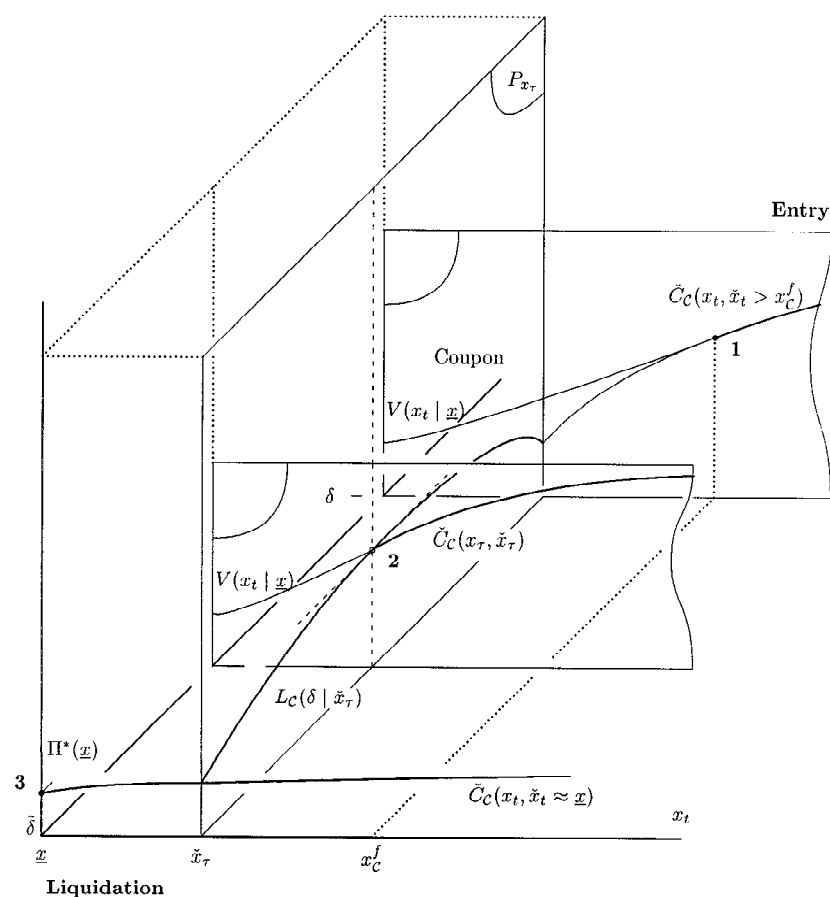 P_{x_τ}
Entry
Č_C(x_t, x̌_t > x_C^f)
1
Coupon
V(x_t | x̲)
δ
Č_C(x_τ, x̌_τ)
2
V(x_t | x̲)
L_C(δ | x̌_τ)
Π*(x̲)
3
Č_C(x_t, x̌_t ≈ x̲)
δ̄
x_t
x̲
x̌_τ
x_C^f
Liquidation